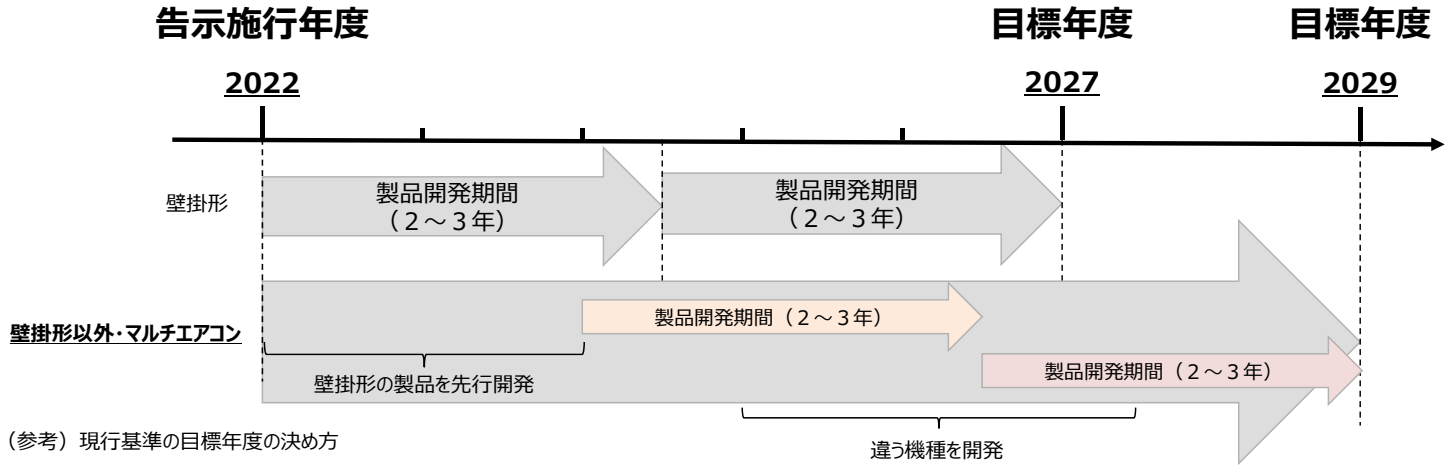 告示施行年度
目標年度
目標年度
2022
2027
2029
壁掛形
製品開発期間
（２～３年）
製品開発期間
（２～３年）
壁掛形以外・マルチエアコン
製品開発期間（２～３年）
壁掛形の製品を先行開発
製品開発期間（２～３年）
違う機種を開発
（参考）現行基準の目標年度の決め方